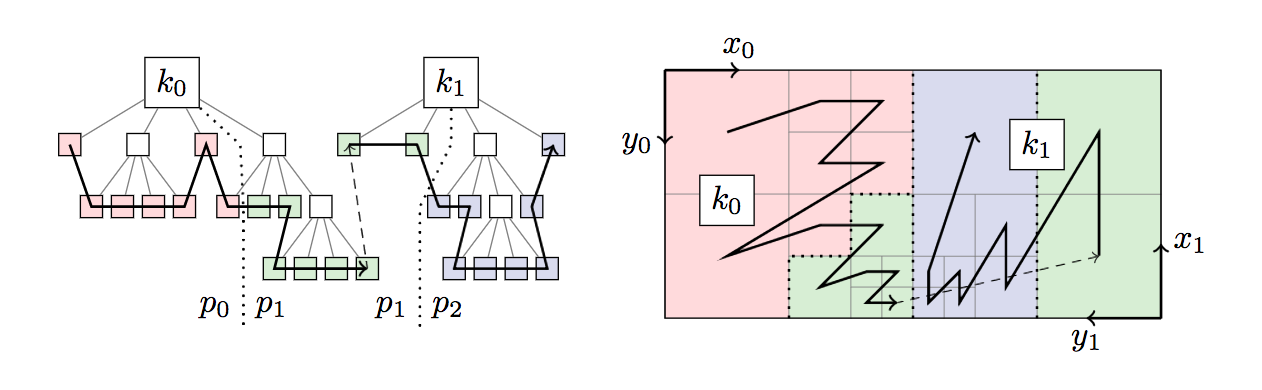 k₀
k₁
p₀
p₁
p₁
p₂
x₀
y₀
k₀
k₁
x₁
y₁